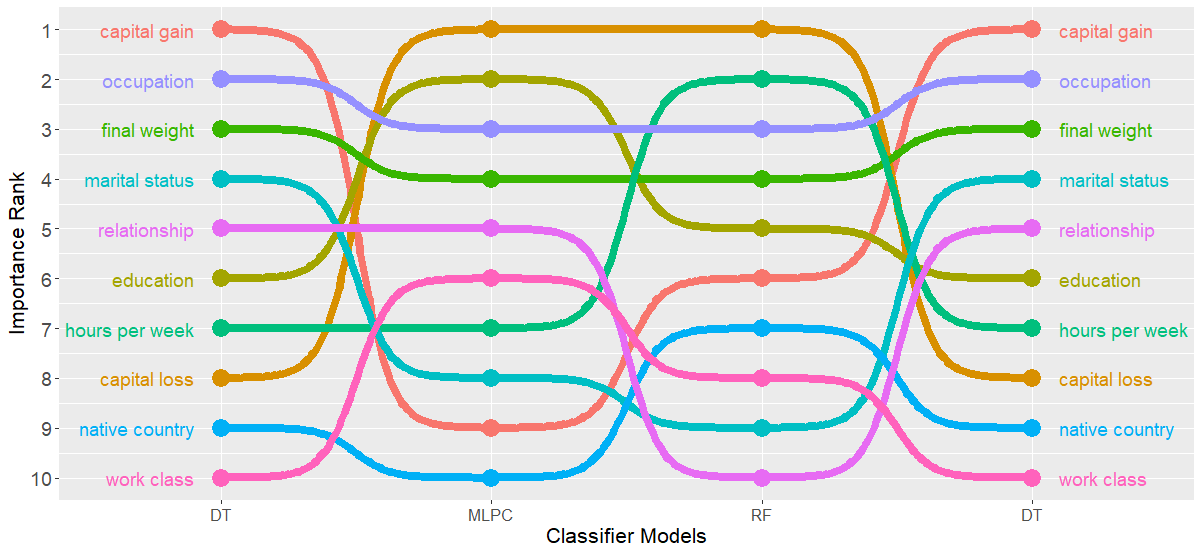 1 capital gain capital gain
2 occupation occupation
3 final weight final weight
4 marital status marital status
5 relationship relationship
6 education education
7 hours per week hours per week
8 capital loss capital loss
9 native country native country
10 work class work class
Importance Rank
DT MLPC RF DT
Classifier Models